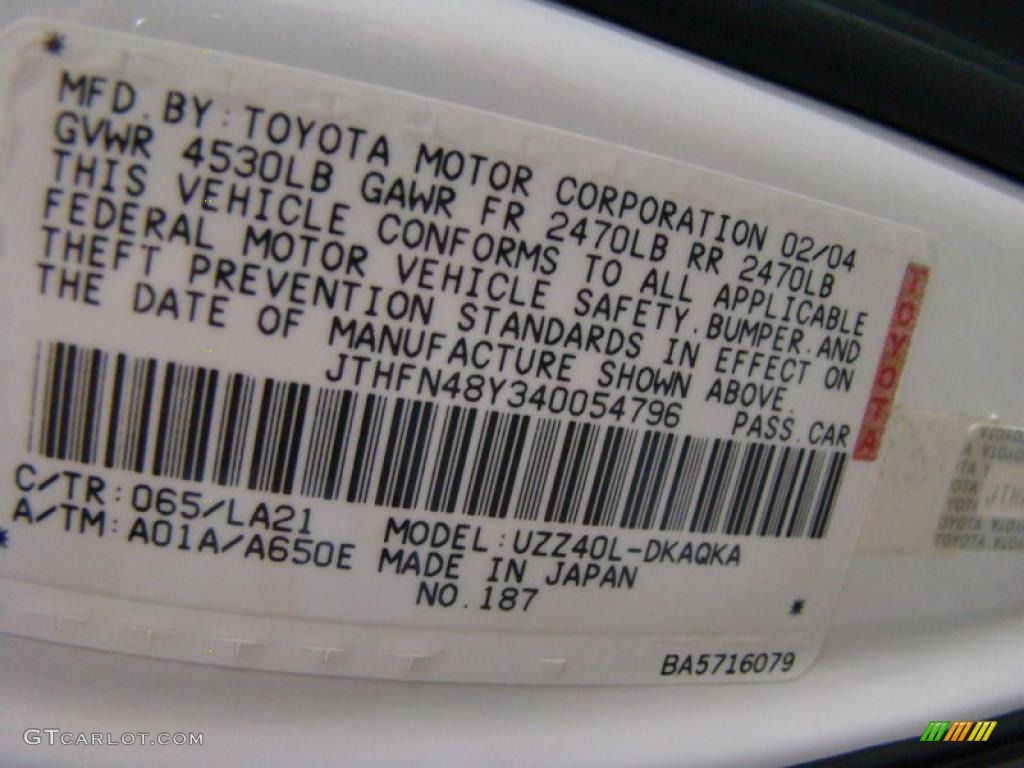 MFD. BY: TOYOTA MOTOR CORPORATION 02/04
GVWR 4530LB GAWR FR 2470LB RR 2470LB
THIS VEHICLE CONFORMS TO ALL APPLICABLE
FEDERAL MOTOR VEHICLE SAFETY. BUMPER. AND
THEFT PREVENTION STANDARDS IN EFFECT ON
THE DATE OF MANUFACTURE SHOWN ABOVE.
JTHFN48Y340054796 PASS. CAR
TOYOTA
C/TR: 065/LA21 MODEL: UZZ40L-DKAQKA
A/TM: A01A/A650E MADE IN JAPAN
NO. 187
BA5716079
GTCARLOT.COM